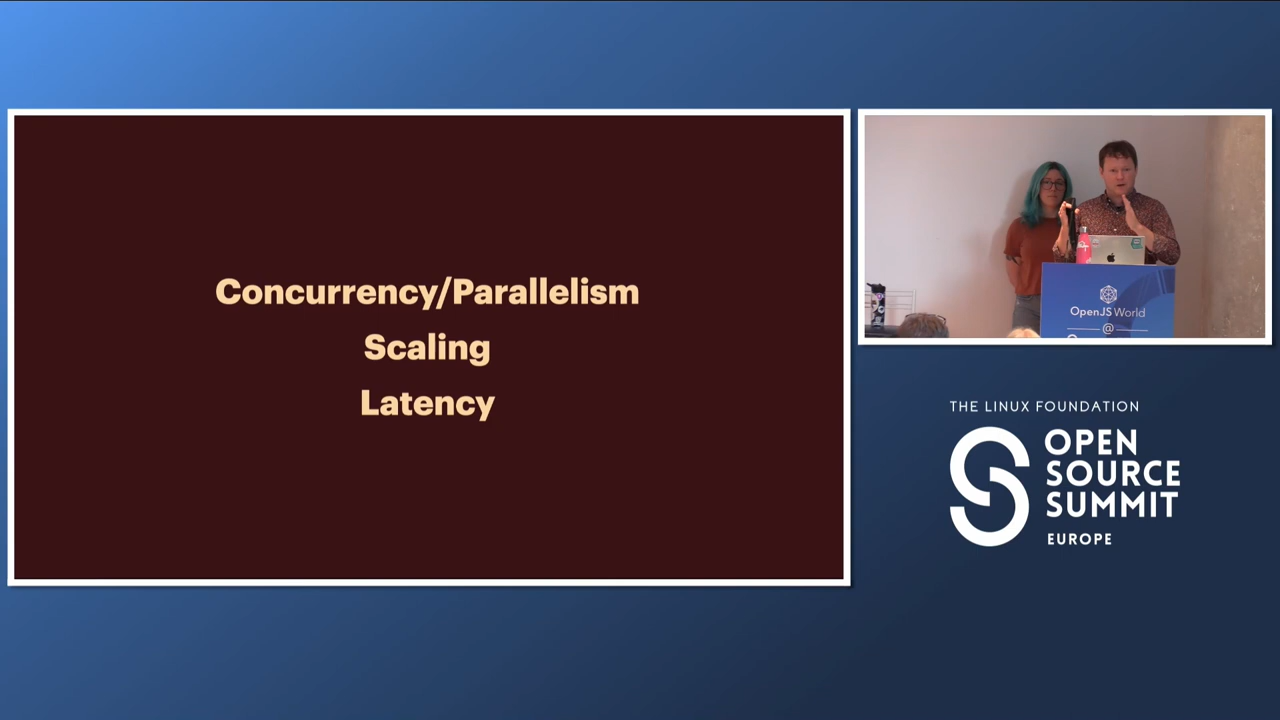 Concurrency/Parallelism
Scaling
Latency
OpenJS World
@
THE LINUX FOUNDATION
OPEN
SOURCE
SUMMIT
EUROPE